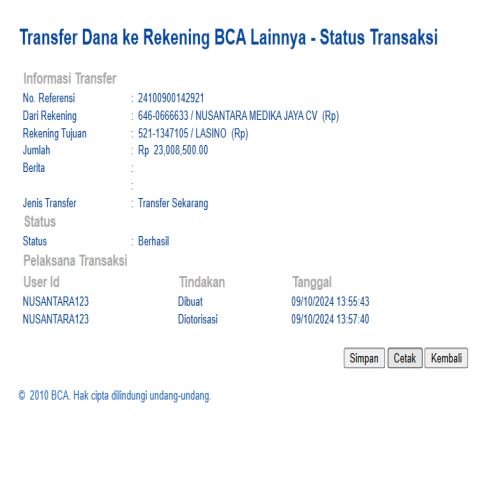 Transfer Dana ke Rekening BCA Lainnya - Status Transaksi
Informasi Transfer
No. Referensi : 24100900142921
Dari Rekening : 646-0666633 / NUSANTARA MEDIKA JAYA CV (Rp)
Rekening Tujuan : 521-1347105 / LASINO (Rp)
Jumlah : Rp 23,008,500.00
Berita :
:
Jenis Transfer : Transfer Sekarang
Status
Status : Berhasil
Pelaksana Transaksi
User Id Tindakan Tanggal
NUSANTARA123 Dibuat 09/10/2024 13:55:43
NUSANTARA123 Diotorisasi 09/10/2024 13:57:40
Simpan Cetak Kembali
© 2010 BCA. Hak cipta dilindungi undang-undang.